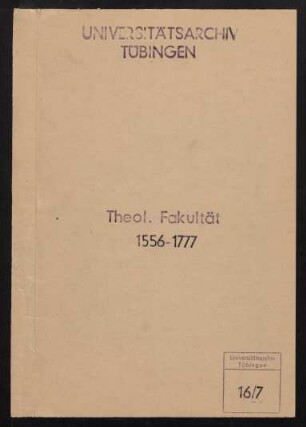 UNIVERSITÄTSARCHIV
TÜBINGEN
Theol. Fakultät
1556-1777
Universitätsarchiv
Tübingen
16/7